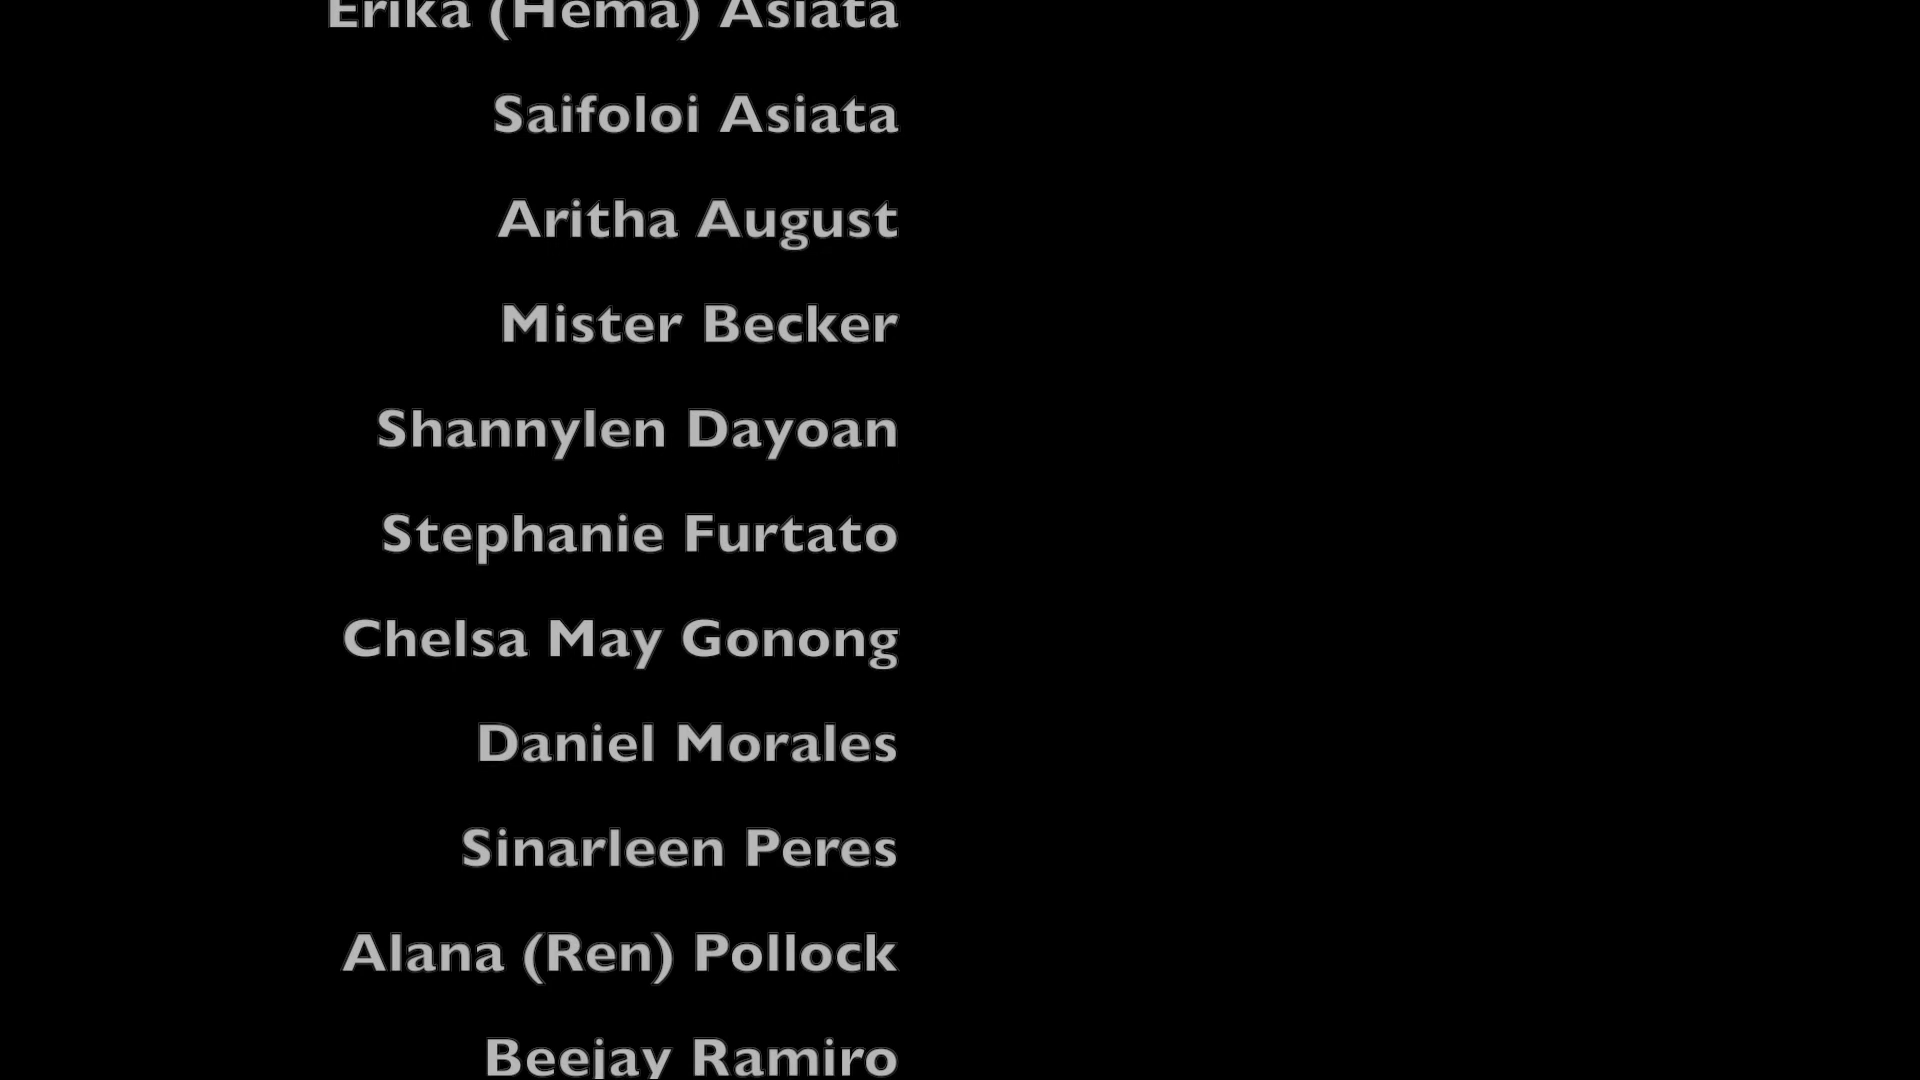 Erika (Hema) Asiata
Saifoloi Asiata
Aritha August
Mister Becker
Shannylen Dayoan
Stephanie Furtato
Chelsa May Gonong
Daniel Morales
Sinarleen Peres
Alana (Ren) Pollock
Beejay Ramiro